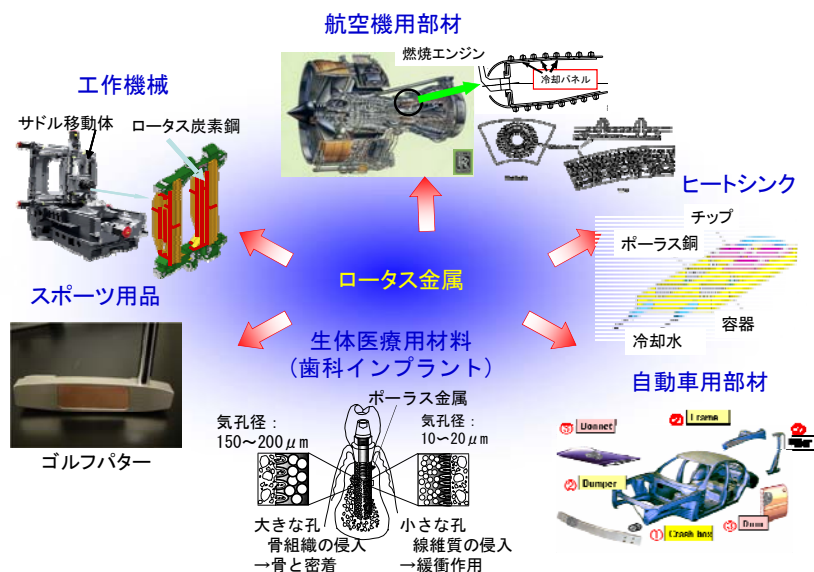 航空機用部材
燃焼エンジン
冷却パネル
工作機械
サドル移動体
ロータス炭素鋼
ヒートシンク
チップ
ポーラス銅
容器
冷却水
ロータス金属
スポーツ用品
ゴルフパター
生体医療用材料
(歯科インプラント)
ポーラス金属
気孔径：
150～200μm
気孔径：
10～20μm
大きな孔
骨組織の侵入
→骨と密着
小さな孔
線維質の侵入
→緩衝作用
自動車用部材
⑤ Bonnet
Frame
② Dumper
① Crash box